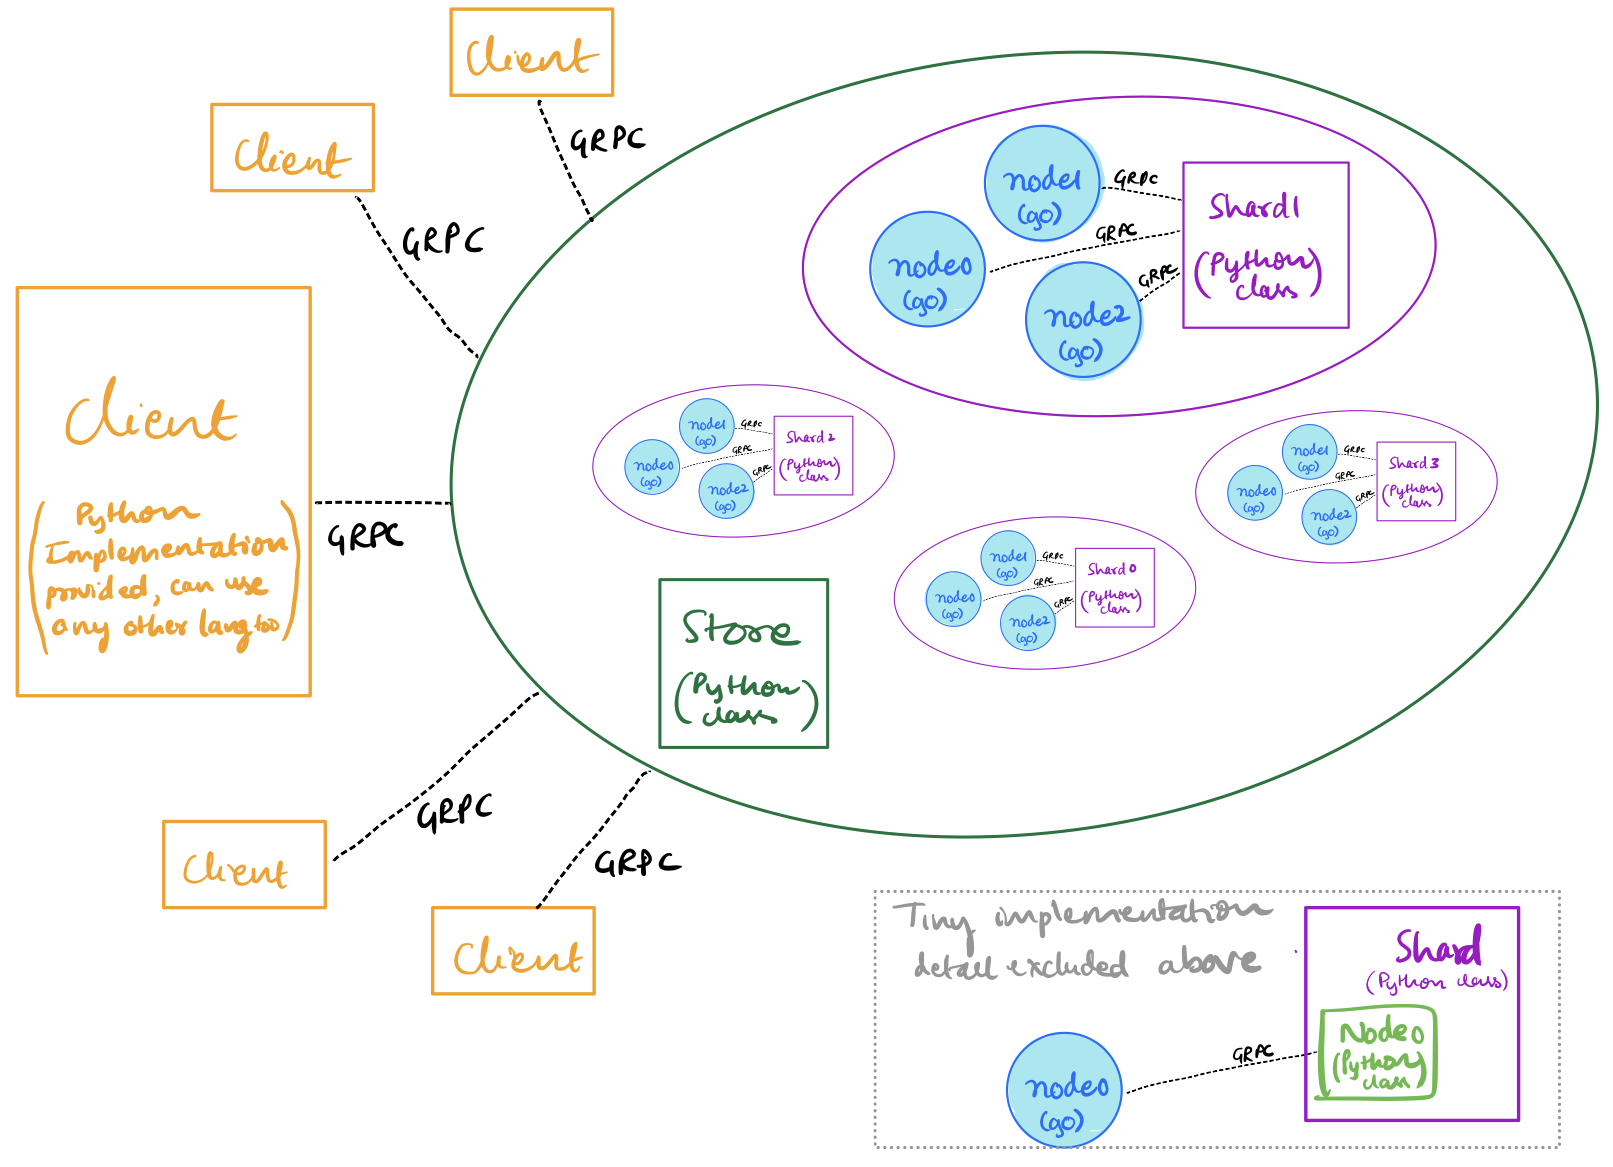 Client
GRPC
Client
GRPC
Client
(Python
Implementation
provided, can use
any other lang too)
GRPC
Client
GRPC
Client
GRPC
node1
(go)
GRPC
node0
(go)
GRPC
node2
(go)
GRPC
Shard1
(Python
class)
node1
(go)
GRPC
node0
(go)
GRPC
node2
(go)
GRPC
Shard 2
(Python
class)
node1
(go)
GRPC
node0
(go)
GRPC
node2
(go)
GRPC
Shard 3
(Python
class)
node1
(go)
GRPC
node0
(go)
GRPC
node2
(go)
GRPC
Shard 0
(Python
class)
Store
(Python
class)
Tiny implementation
detail excluded above
Shard
(Python class)
Node0
(Python
class)
GRPC
node0
(go)